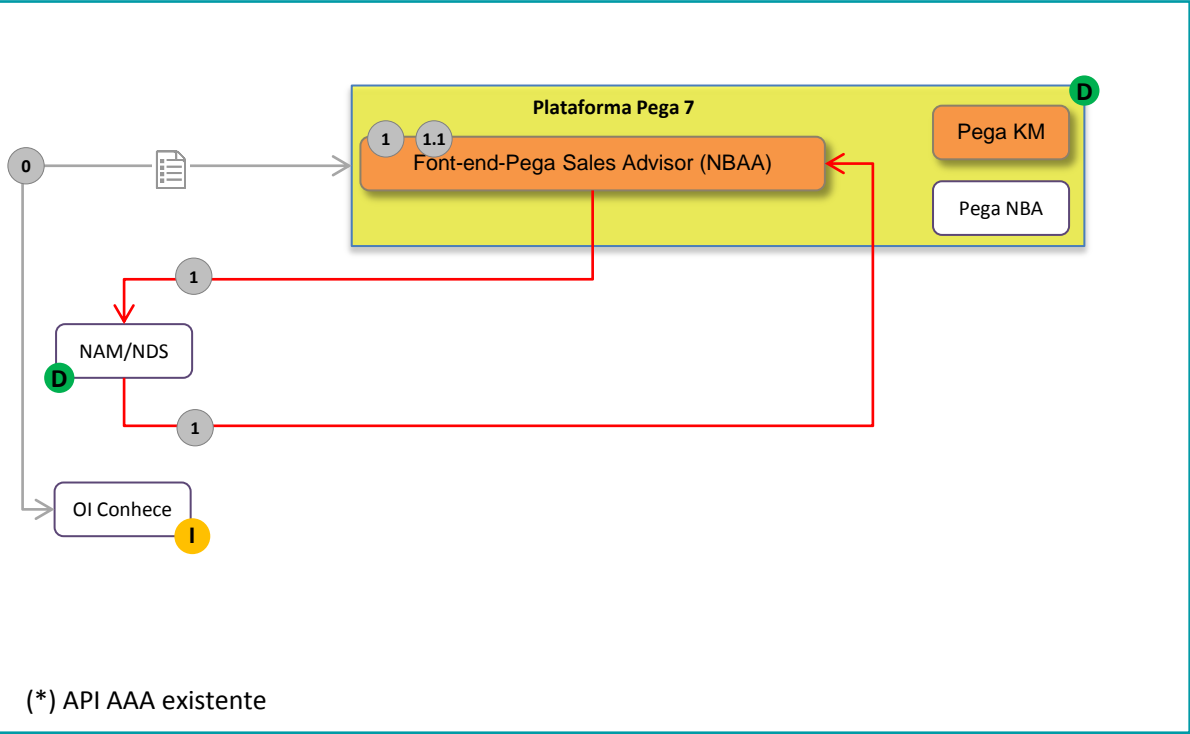 Plataforma Pega 7
D
1
1.1
Pega KM
0
Font-end-Pega Sales Advisor (NBAA)
Pega NBA
1
NAM/NDS
D
1
OI Conhece
I
(*) API AAA existente